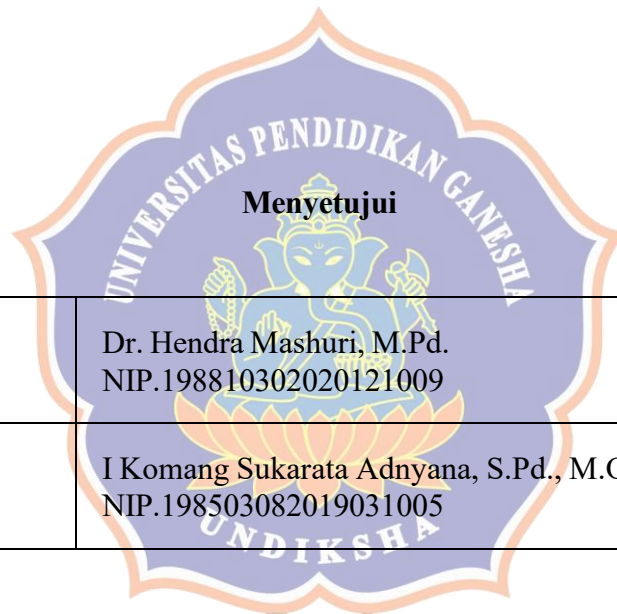 UNIVERSITAS PENDIDIKAN GANESHA
Menyetujui
Dr. Hendra Mashuri, M.Pd.
NIP.198810302020121009
I Komang Sukarata Adnyana, S.Pd., M.
NIP.198503082019031005
UNDIKSHA